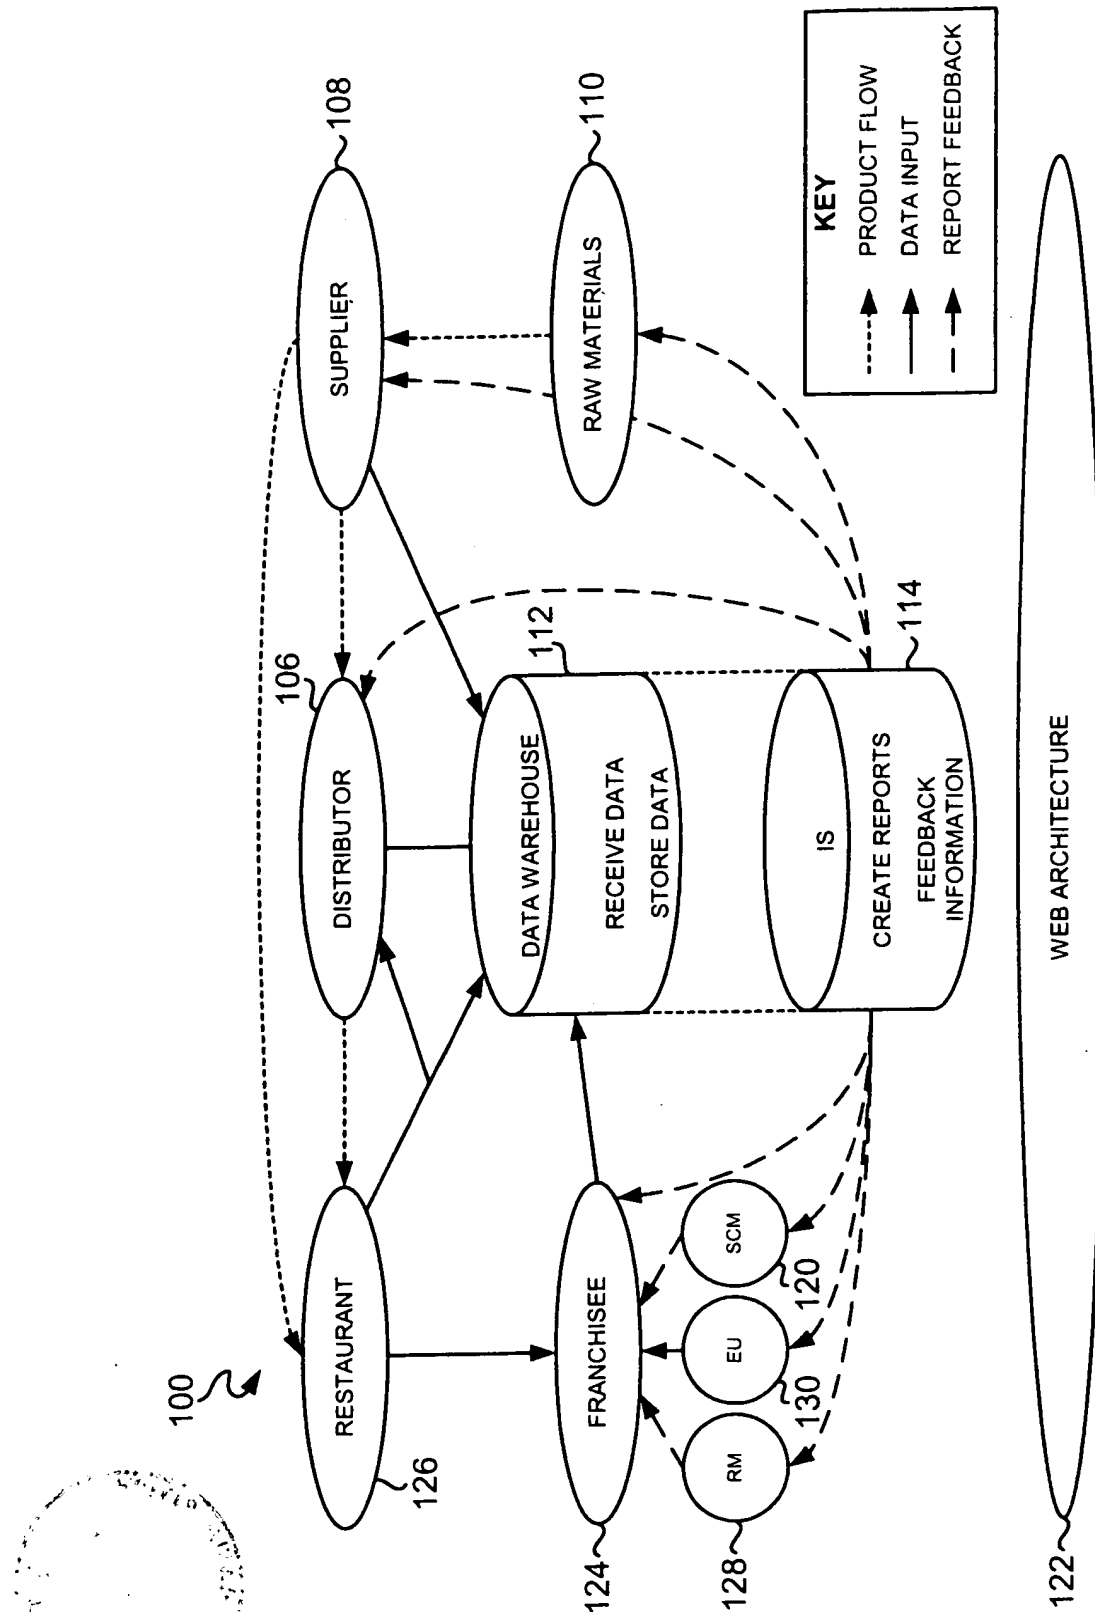 100
RESTAURANT
126
DISTRIBUTOR
106
SUPPLIER
108
FRANCHISEE
124
RM
128
EU
130
SCM
120
DATA WAREHOUSE
RECEIVE DATA
STORE DATA
112
RAW MATERIALS
110
IS
CREATE REPORTS
FEEDBACK
INFORMATION
114
KEY
PRODUCT FLOW
DATA INPUT
REPORT FEEDBACK
WEB ARCHITECTURE
122